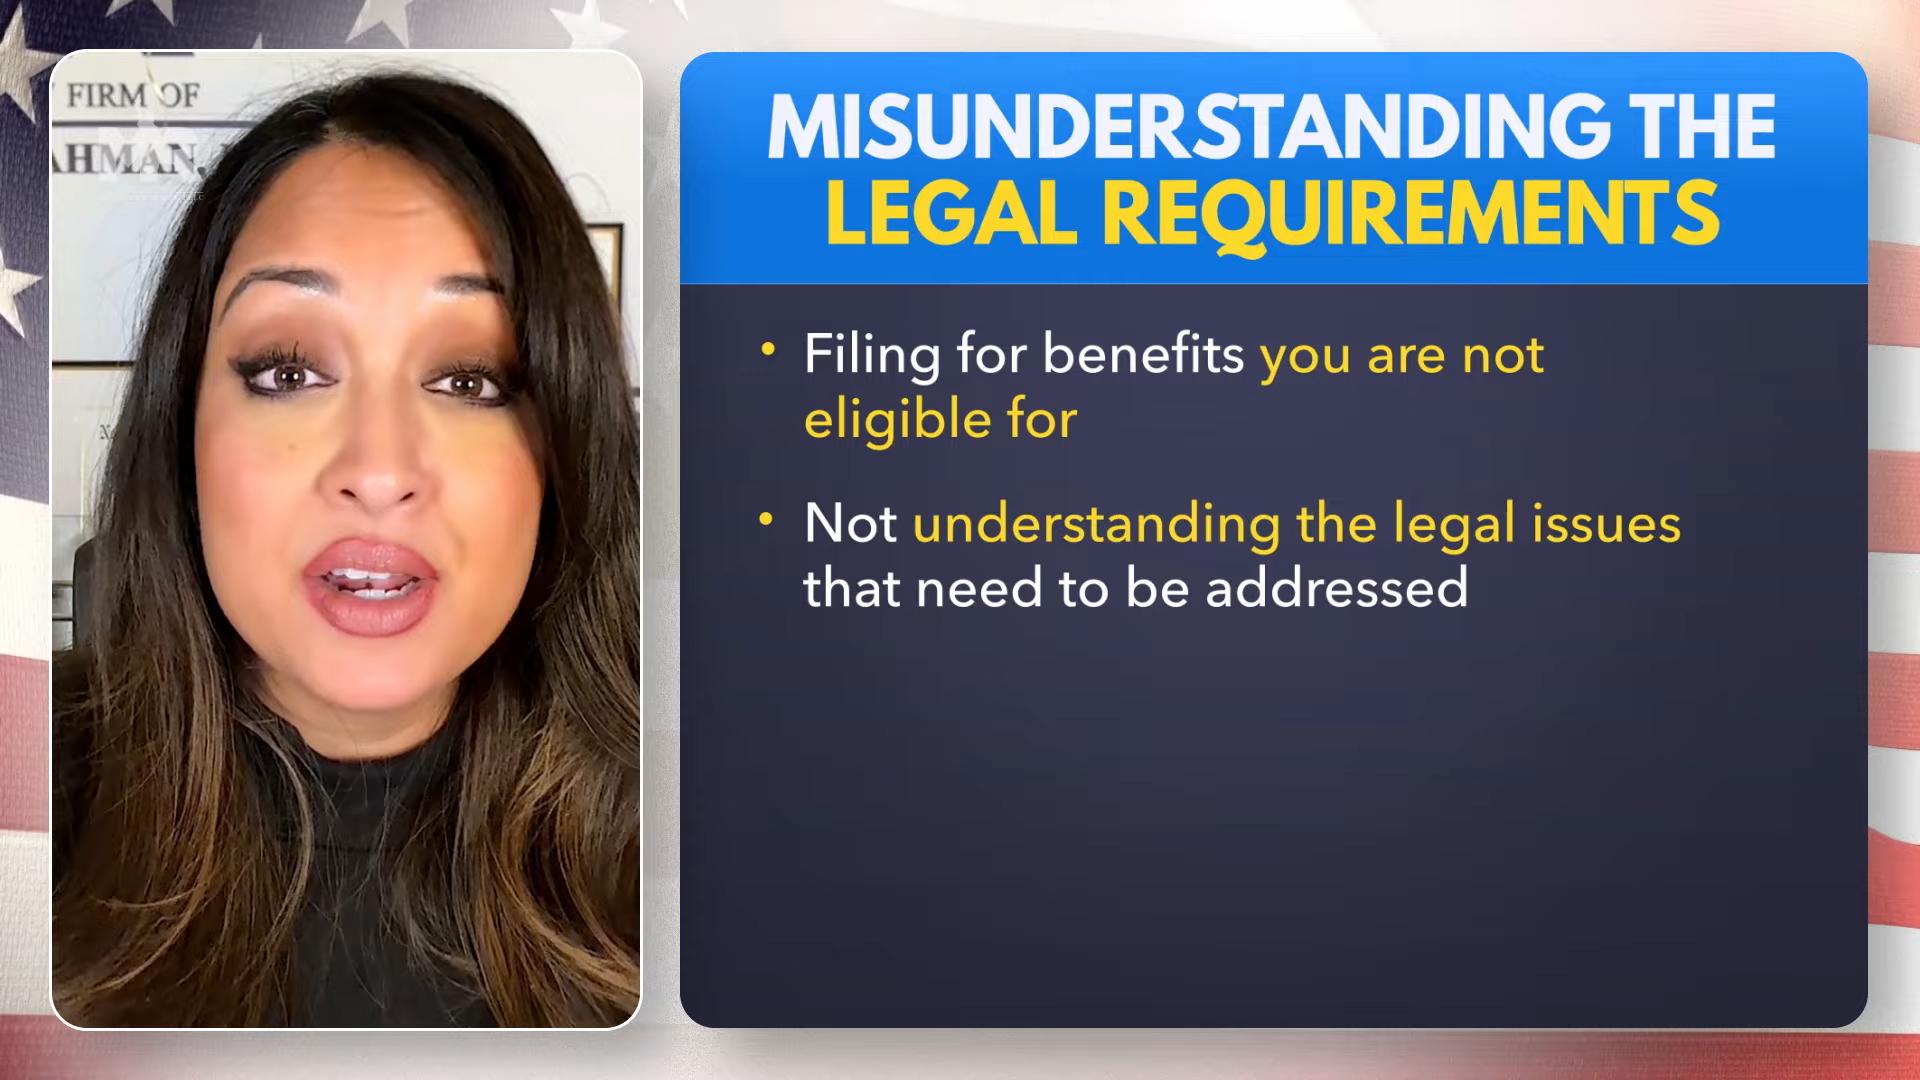 FIRM OF
AHMAN,
MISUNDERSTANDING THE
LEGAL REQUIREMENTS
• Filing for benefits you are not
eligible for
• Not understanding the legal issues
that need to be addressed